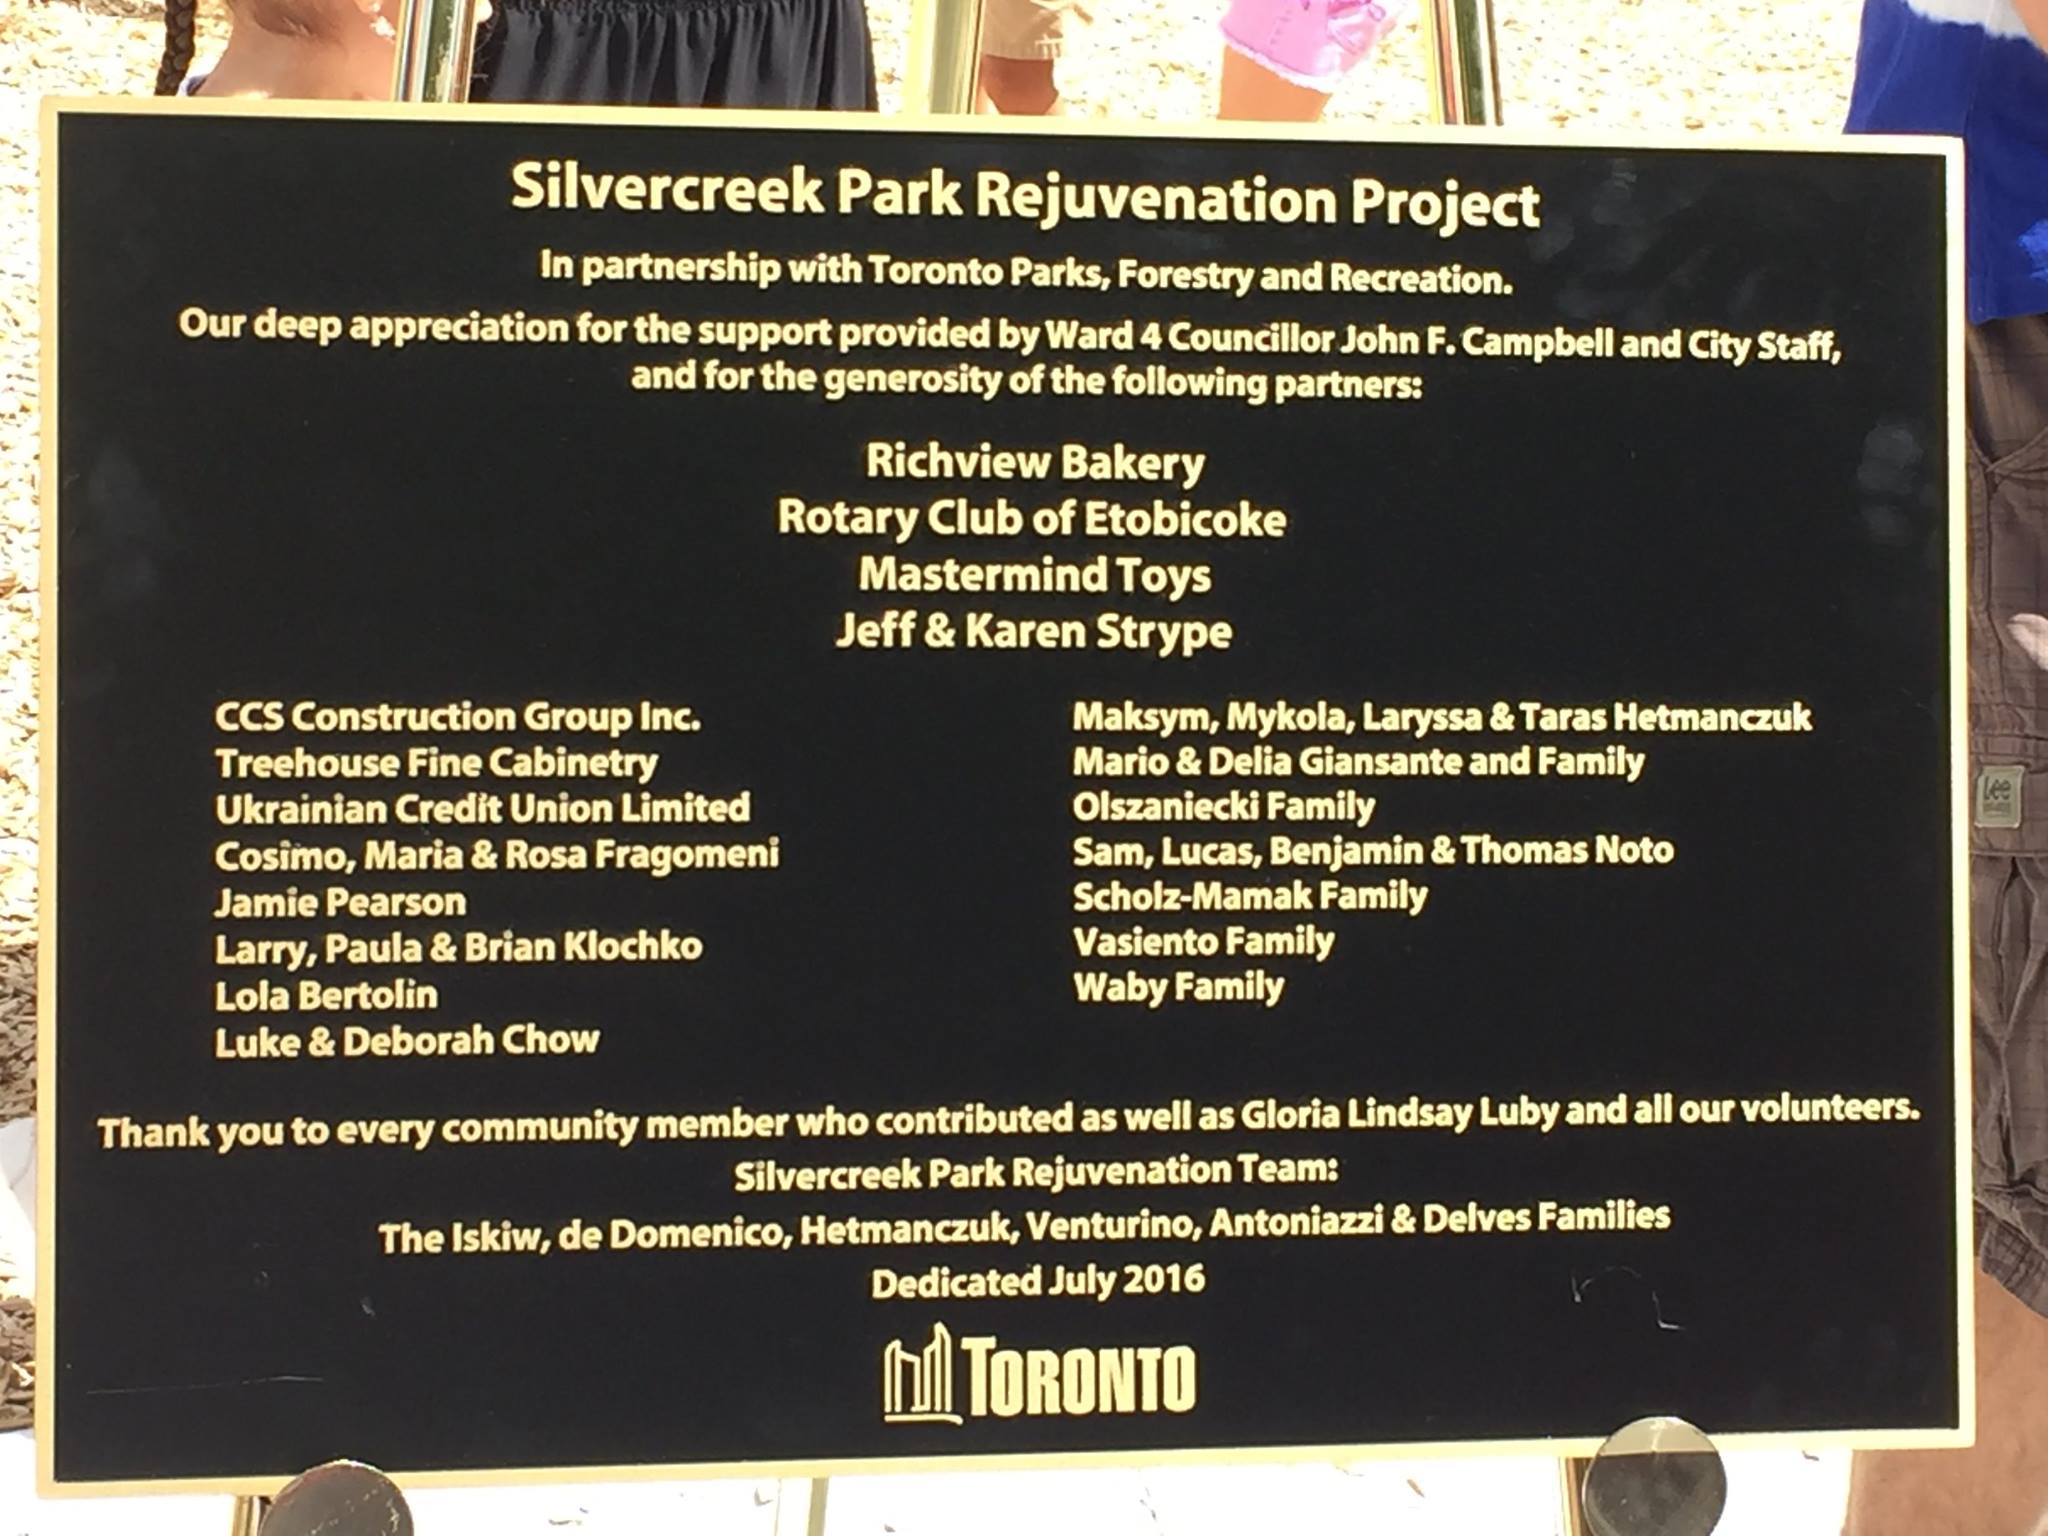 Silvercreek Park Rejuvenation Project
In partnership with Toronto Parks, Forestry and Recreation.
Our deep appreciation for the support provided by Ward 4 Councillor John F. Campbell and City Staff,
and for the generosity of the following partners:
Richview Bakery
Rotary Club of Etobicoke
Mastermind Toys
Jeff & Karen Strype
CCS Construction Group Inc.
Treehouse Fine Cabinetry
Ukrainian Credit Union Limited
Cosimo, Maria & Rosa Fragomeni
Jamie Pearson
Larry, Paula & Brian Klochko
Lola Bertolin
Luke & Deborah Chow
Maksym, Mykola, Laryssa & Taras Hetmanczuk
Mario & Delia Giansante and Family
Olszaniecki Family
Sam, Lucas, Benjamin & Thomas Noto
Scholz-Mamak Family
Vasiento Family
Waby Family
Thank you to every community member who contributed as well as Gloria Lindsay Luby and all our volunteers.
Silvercreek Park Rejuvenation Team:
The Iskiw, de Domenico, Hetmanczuk, Venturino, Antoniazzi & Delves Families
Dedicated July 2016
TORONTO
Lee